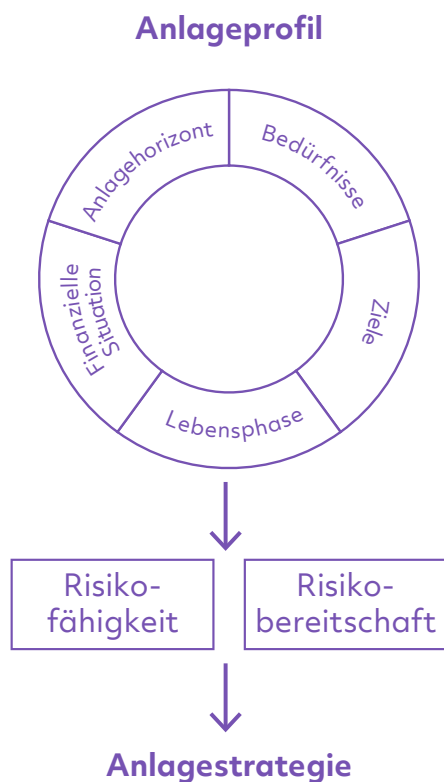 Anlageprofil
Anlagehorizont
Bedürfnisse
Finanzielle
Situation
Ziele
Lebensphase
Risiko-
fähigkeit
Risiko-
bereitschaft
Anlagestrategie